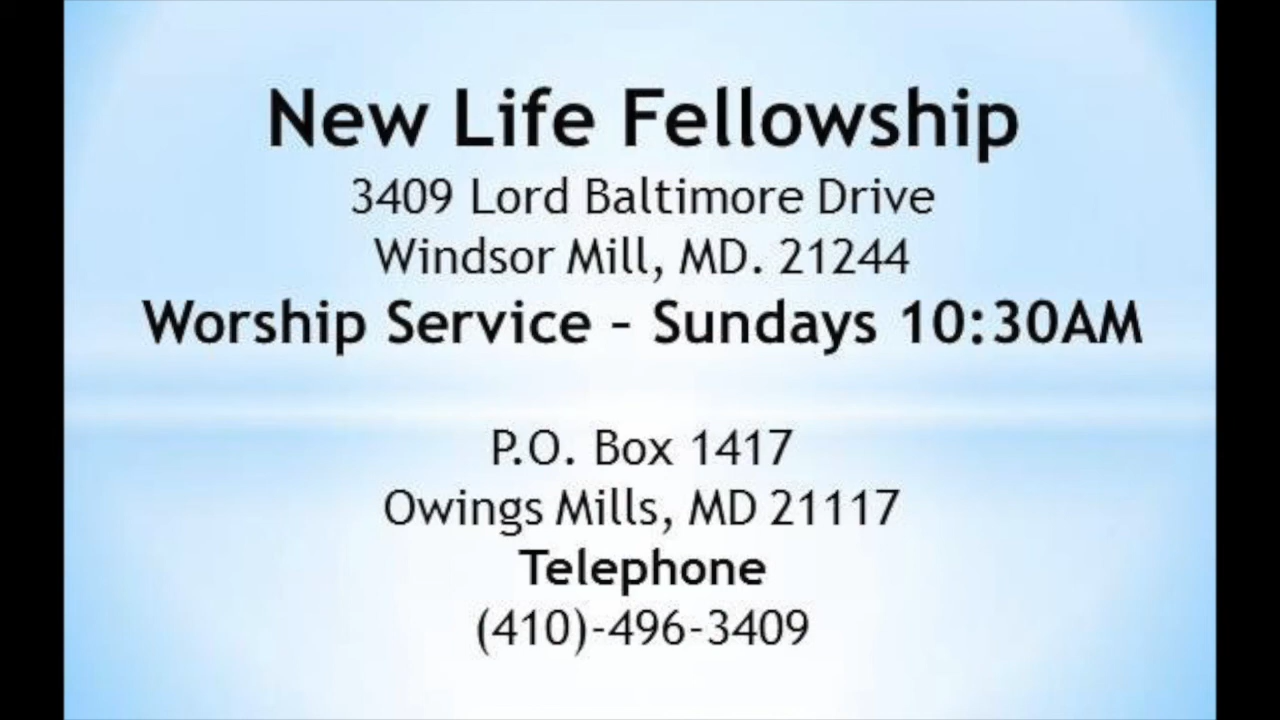 New Life Fellowship
3409 Lord Baltimore Drive
Windsor Mill, MD. 21244
Worship Service – Sundays 10:30AM
P.O. Box 1417
Owings Mills, MD 21117
Telephone
(410)-496-3409